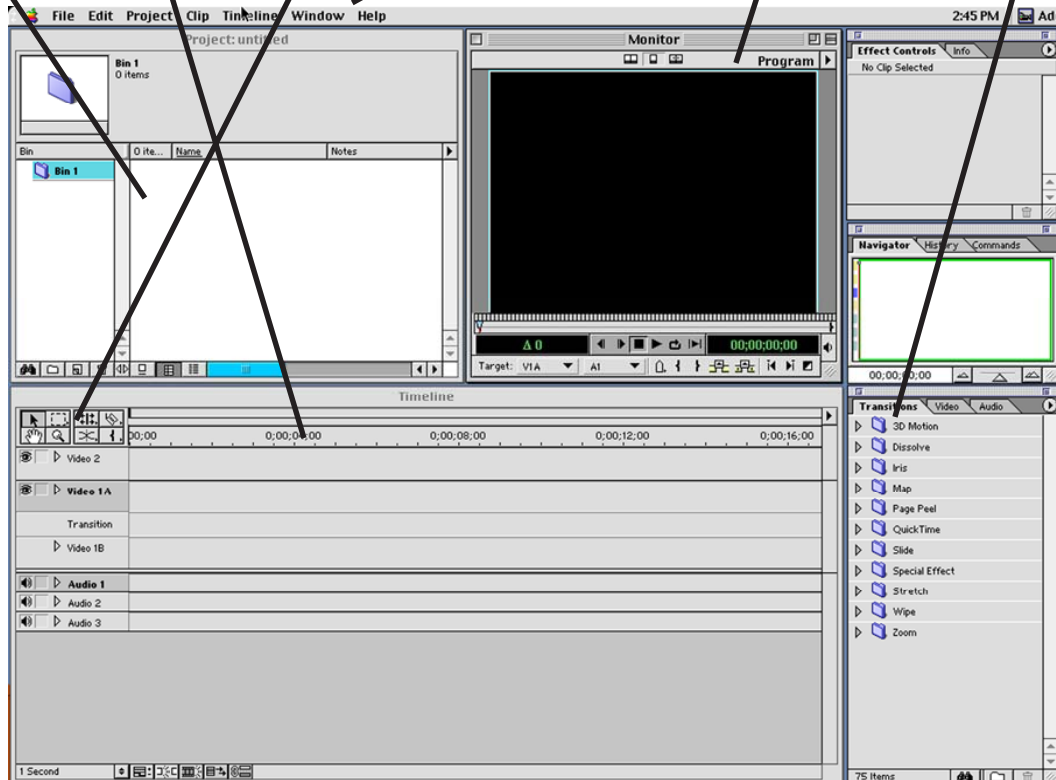 File Edit Project Clip Timeline Window Help 2:45 PM Ad
Project: untitled
Bin 1
0 items
Bin 0 ite... Name Notes
Bin 1
Monitor
Program
Δ 0 00;00;00;00
Target: V1A A1
Effect Controls Info
No Clip Selected
Navigator History Commands
00;00;00;00
Timeline
00;00 0;00;04;00 0;00;08;00 0;00;12;00 0;00;16;00
Video 2
Video 1A
Transition
Video 1B
Audio 1
Audio 2
Audio 3
1 Second
Transitions Video Audio
3D Motion
Dissolve
Iris
Map
Page Peel
QuickTime
Slide
Special Effect
Stretch
Wipe
Zoom
75 Items